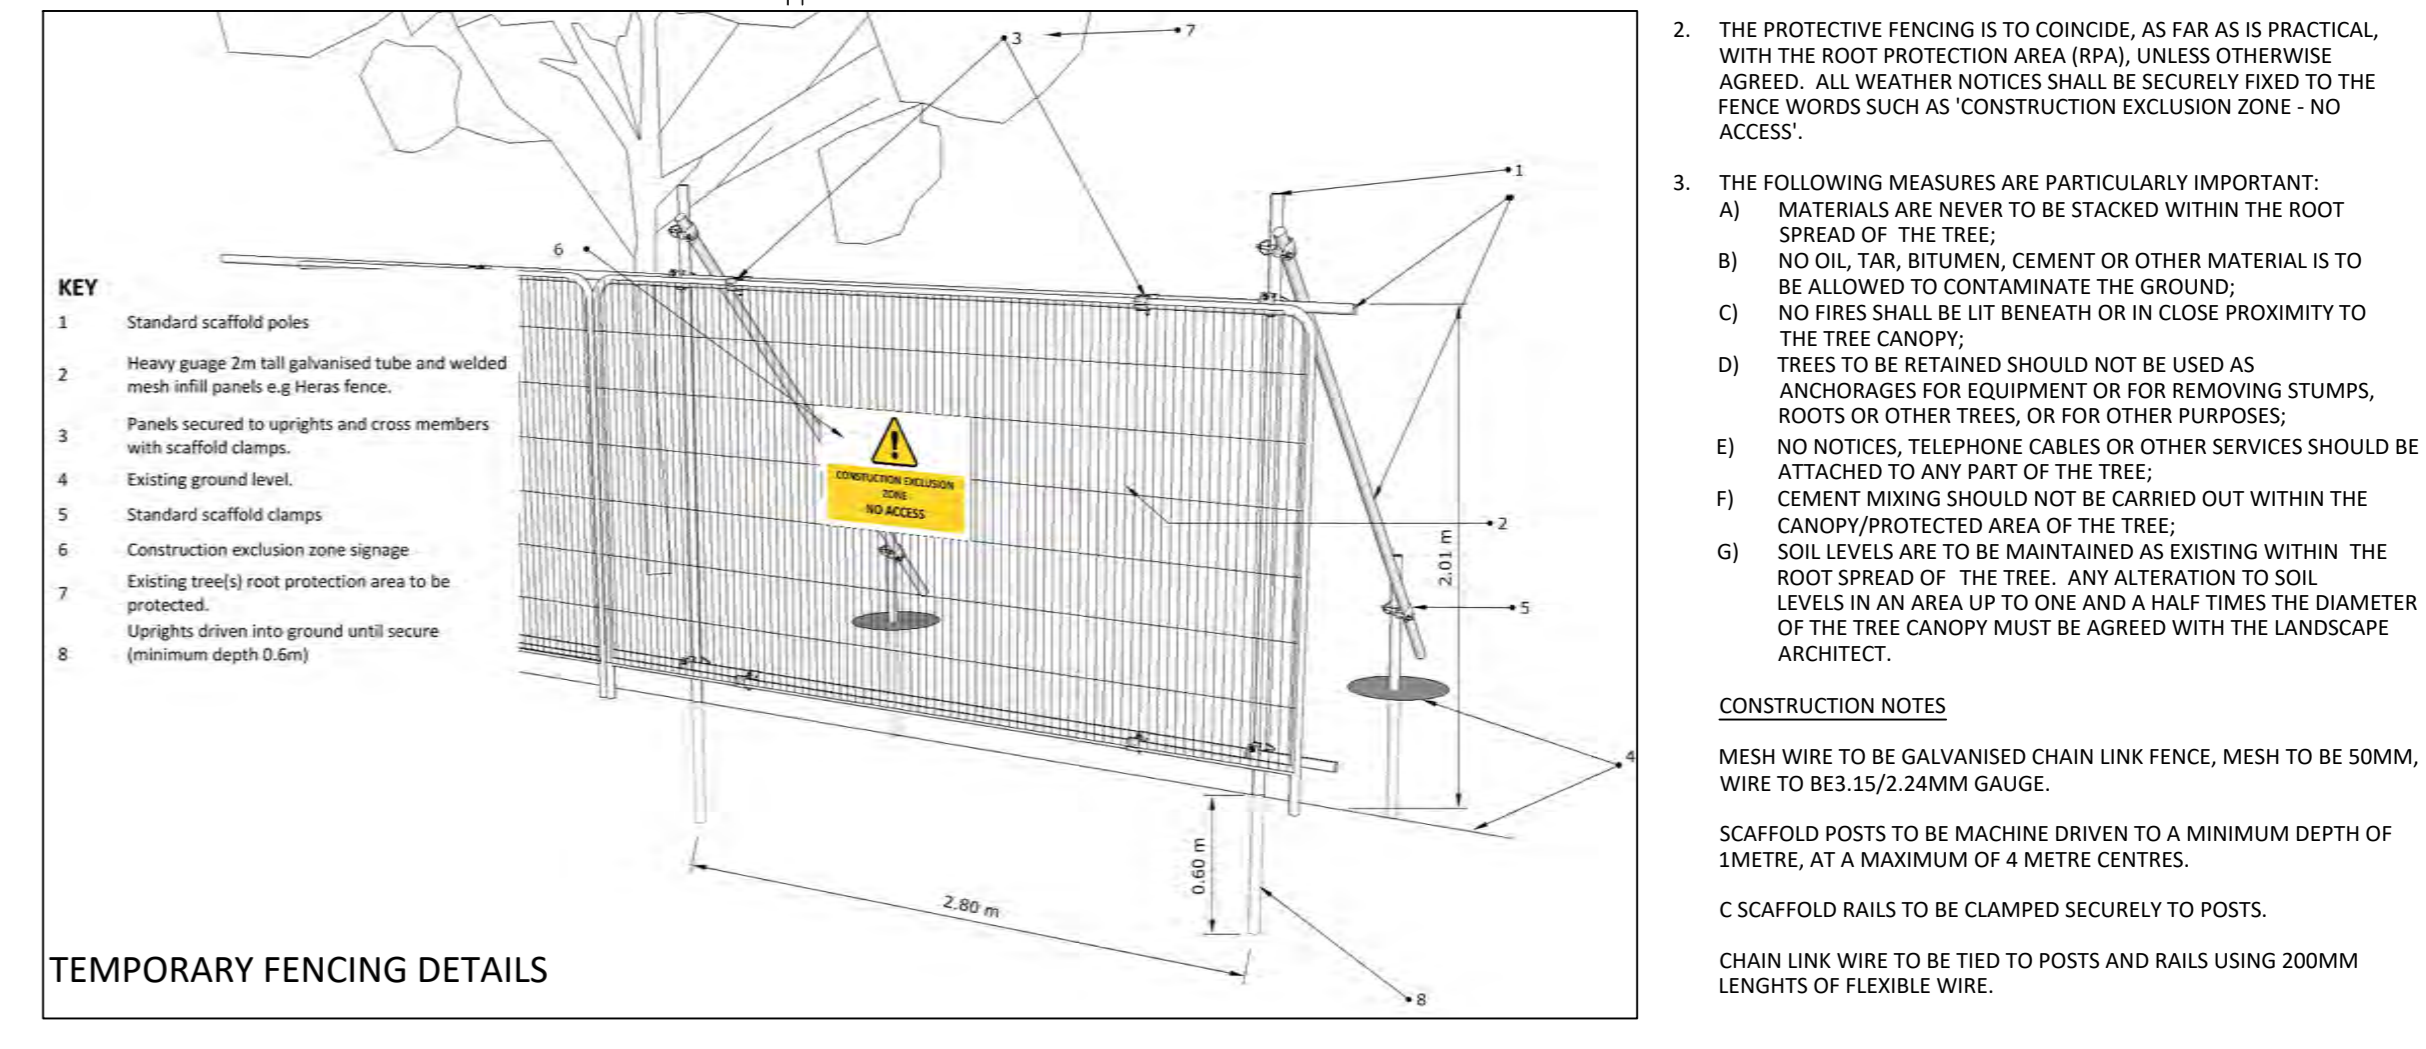 KEY
1 Standard scaffold poles
2 Heavy guage 2m tall galvanised tube and welded
mesh infill panels e.g Heras fence.
3 Panels secured to uprights and cross members
with scaffold clamps.
4 Existing ground level.
5 Standard scaffold clamps
6 Construction exclusion zone signage
7 Existing tree(s) root protection area to be
protected.
8 Uprights driven into ground until secure
(minimum depth 0.6m)
3
7
1
6
CONSTUCTION EXCLUSION
ZONE
NO ACCESS
2
2.01 m
5
4
0.60 m
2.80 m
8
TEMPORARY FENCING DETAILS
2. THE PROTECTIVE FENCING IS TO COINCIDE, AS FAR AS IS PRACTICAL,
WITH THE ROOT PROTECTION AREA (RPA), UNLESS OTHERWISE
AGREED. ALL WEATHER NOTICES SHALL BE SECURELY FIXED TO THE
FENCE WORDS SUCH AS 'CONSTRUCTION EXCLUSION ZONE - NO
ACCESS'.
3. THE FOLLOWING MEASURES ARE PARTICULARLY IMPORTANT:
A) MATERIALS ARE NEVER TO BE STACKED WITHIN THE ROOT
SPREAD OF THE TREE;
B) NO OIL, TAR, BITUMEN, CEMENT OR OTHER MATERIAL IS TO
BE ALLOWED TO CONTAMINATE THE GROUND;
C) NO FIRES SHALL BE LIT BENEATH OR IN CLOSE PROXIMITY TO
THE TREE CANOPY;
D) TREES TO BE RETAINED SHOULD NOT BE USED AS
ANCHORAGES FOR EQUIPMENT OR FOR REMOVING STUMPS,
ROOTS OR OTHER TREES, OR FOR OTHER PURPOSES;
E) NO NOTICES, TELEPHONE CABLES OR OTHER SERVICES SHOULD BE
ATTACHED TO ANY PART OF THE TREE;
F) CEMENT MIXING SHOULD NOT BE CARRIED OUT WITHIN THE
CANOPY/PROTECTED AREA OF THE TREE;
G) SOIL LEVELS ARE TO BE MAINTAINED AS EXISTING WITHIN THE
ROOT SPREAD OF THE TREE. ANY ALTERATION TO SOIL
LEVELS IN AN AREA UP TO ONE AND A HALF TIMES THE DIAMETER
OF THE TREE CANOPY MUST BE AGREED WITH THE LANDSCAPE
ARCHITECT.
CONSTRUCTION NOTES
MESH WIRE TO BE GALVANISED CHAIN LINK FENCE, MESH TO BE 50MM,
WIRE TO BE3.15/2.24MM GAUGE.
SCAFFOLD POSTS TO BE MACHINE DRIVEN TO A MINIMUM DEPTH OF
1METRE, AT A MAXIMUM OF 4 METRE CENTRES.
C SCAFFOLD RAILS TO BE CLAMPED SECURELY TO POSTS.
CHAIN LINK WIRE TO BE TIED TO POSTS AND RAILS USING 200MM
LENGHTS OF FLEXIBLE WIRE.